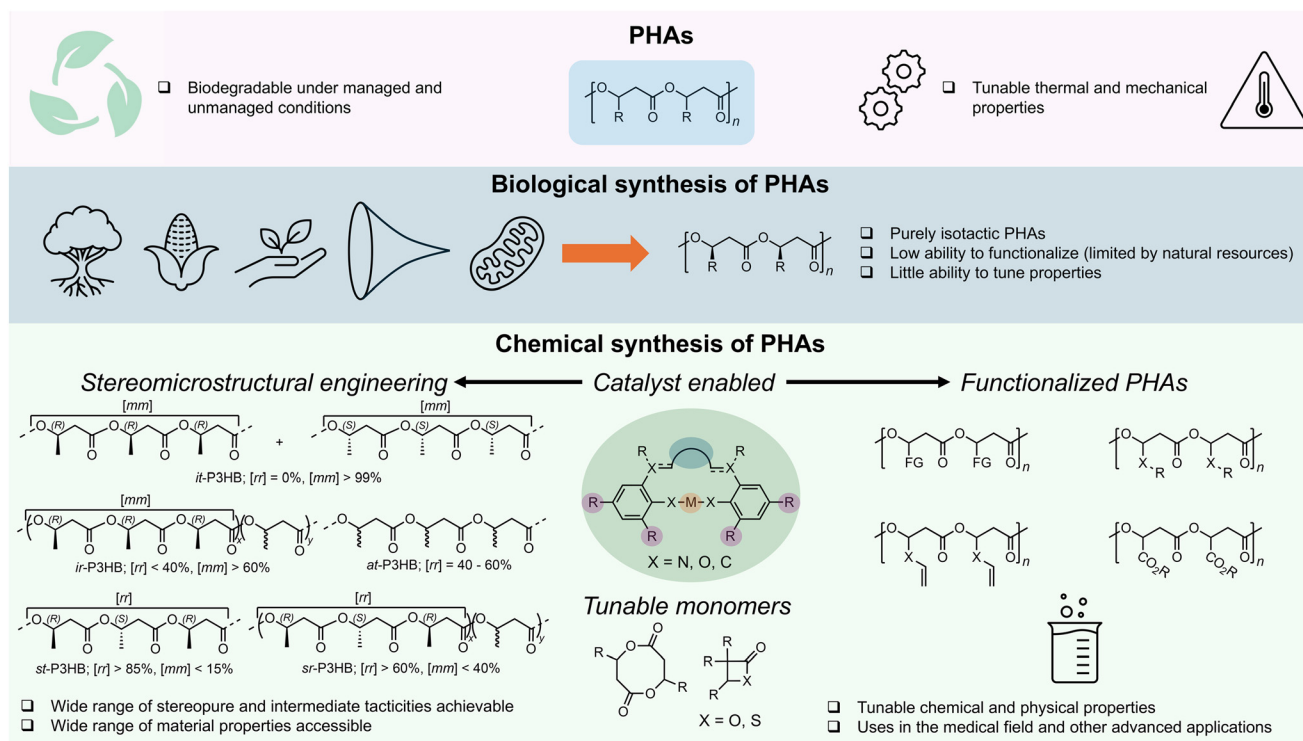 PHAs
❑ Biodegradable under managed and
unmanaged conditions
O O
R O R O n
❑ Tunable thermal and mechanical
properties
Biological synthesis of PHAs
O O
R O R O n
❑ Purely isotactic PHAs
❑ Low ability to functionalize (limited by natural resources)
❑ Little ability to tune properties
Chemical synthesis of PHAs
Stereomicrostructural engineering
Catalyst enabled
Functionalized PHAs
[mm]
O (R) O (R) O (R)
O O O
+
[mm]
O (S) O (S) O (S)
O O O
it-P3HB; [rr] = 0%, [mm] > 99%
[mm]
O (R) O (R) O (R) O
O O O x O y
ir-P3HB; [rr] < 40%, [mm] > 60%
O O O
O O O
at-P3HB; [rr] = 40 - 60%
[rr]
O (R) O (S) O (R)
O O O
st-P3HB; [rr] > 85%, [mm] < 15%
[rr]
O (R) O (S) O (R) O
O O O x O y
sr-P3HB; [rr] > 60%, [mm] < 40%
❑ Wide range of stereopure and intermediate tacticities achievable
❑ Wide range of material properties accessible
R R
X X
R X M X R
R R
X = N, O, C
Tunable monomers
O
R O
O R
O
R
R O
R X
X = O, S
O O
FG O FG O n
O O
X O X O n
R R
O O
X O X O n
O O
CO2R O CO2R O n
❑ Tunable chemical and physical properties
❑ Uses in the medical field and other advanced applications